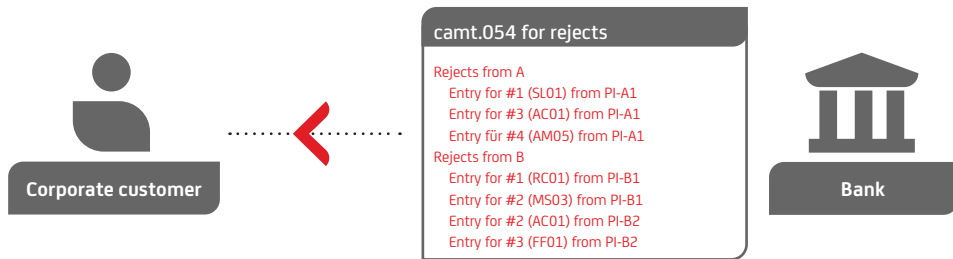 camt.054 for rejects
Rejects from A
Entry for #1 (SL01) from PI-A1
Entry for #3 (AC01) from PI-A1
Entry für #4 (AM05) from PI-A1
Rejects from B
Entry for #1 (RC01) from PI-B1
Entry for #2 (MS03) from PI-B1
Entry for #2 (AC01) from PI-B2
Entry for #3 (FF01) from PI-B2
Corporate customer
Bank